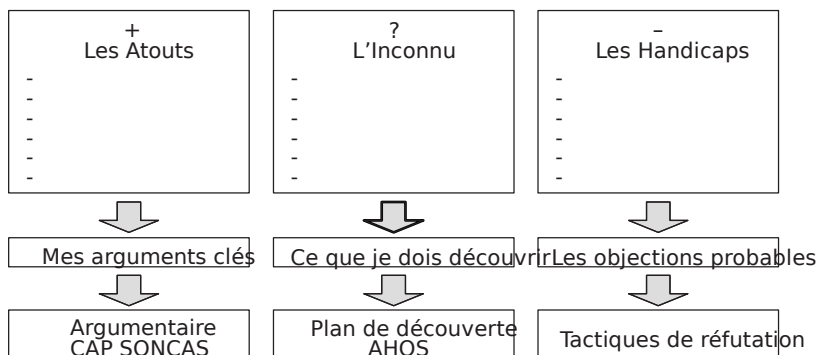 +
Les Atouts
-
-
-
-
-
-
?
L’Inconnu
-
-
-
-
-
-
–
Les Handicaps
-
-
-
-
-
-
Mes arguments clés
Ce que je dois découvrir
Les objections probables
Argumentaire
CAP SONCAS
Plan de découverte
AHOS
Tactiques de réfutation